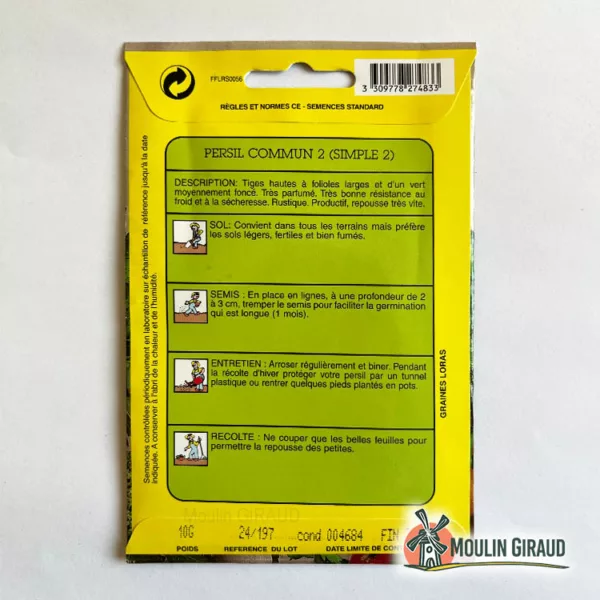 FFLRS0056
3 309778 274833
RÈGLES ET NORMES CE - SEMENCES STANDARD
PERSIL COMMUN 2 (SIMPLE 2)
DESCRIPTION: Tiges hautes à folioles larges et d'un vert
moyennement foncé. Très parfumé. Très bonne résistance au
froid et à la sécheresse. Rustique. Productif, repousse très vite.
SOL: Convient dans tous les terrains mais préfère
les sols légers, fertiles et bien fumés.
SEMIS : En place en lignes, à une profondeur de 2
à 3 cm, tremper le semis pour faciliter la germination
qui est longue (1 mois).
ENTRETIEN : Arroser régulièrement et biner. Pendant
la récolte d'hiver protéger votre persil par un tunnel
plastique ou rentrer quelques pieds plantés en pots.
RECOLTE : Ne couper que les belles feuilles pour
permettre la repousse des petites.
Semences contrôlées périodiquement en laboratoire sur échantillon de référence jusqu'à la date
indiquée. A conserver à l'abri de la chaleur et de l'humidité.
GRAINES LORAS
Moulin GIRAUD
10G 24/197 cond 004684 FIN
POIDS REFERENCE DU LOT DATE LIMITE DE
MOULIN GIRAUD